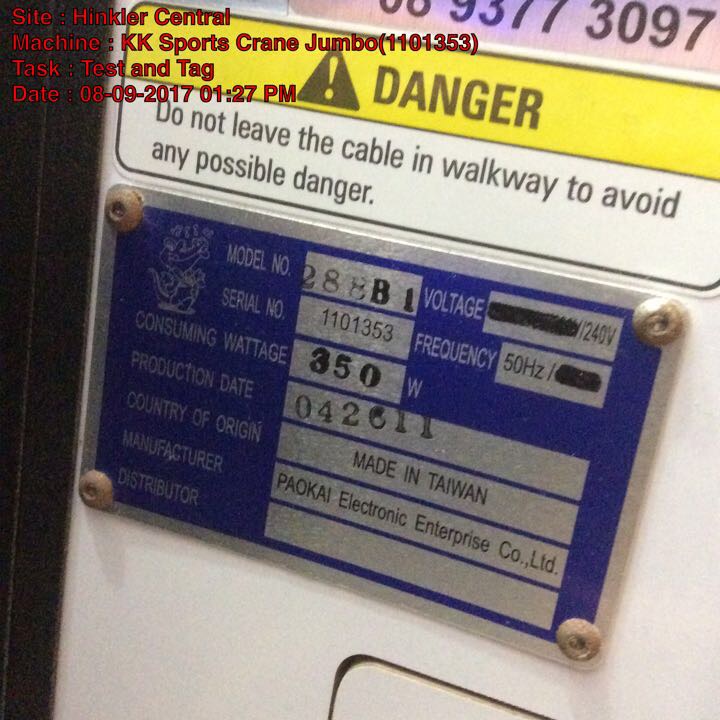 08 9377 3097
Site : Hinkler Central
Machine : KK Sports Crane Jumbo(1101353)
Task : Test and Tag
Date : 08-09-2017 01:27 PM
DANGER
Do not leave the cable in walkway to avoid
any possible danger.
MODEL NO. 288B1 VOLTAGE /240V
SERIAL NO. 1101353 FREQUENCY 50Hz/
CONSUMING WATTAGE 350 W
PRODUCTION DATE 042611
COUNTRY OF ORIGIN MADE IN TAIWAN
MANUFACTURER PAOKAI Electronic Enterprise Co.,Ltd.
DISTRIBUTOR